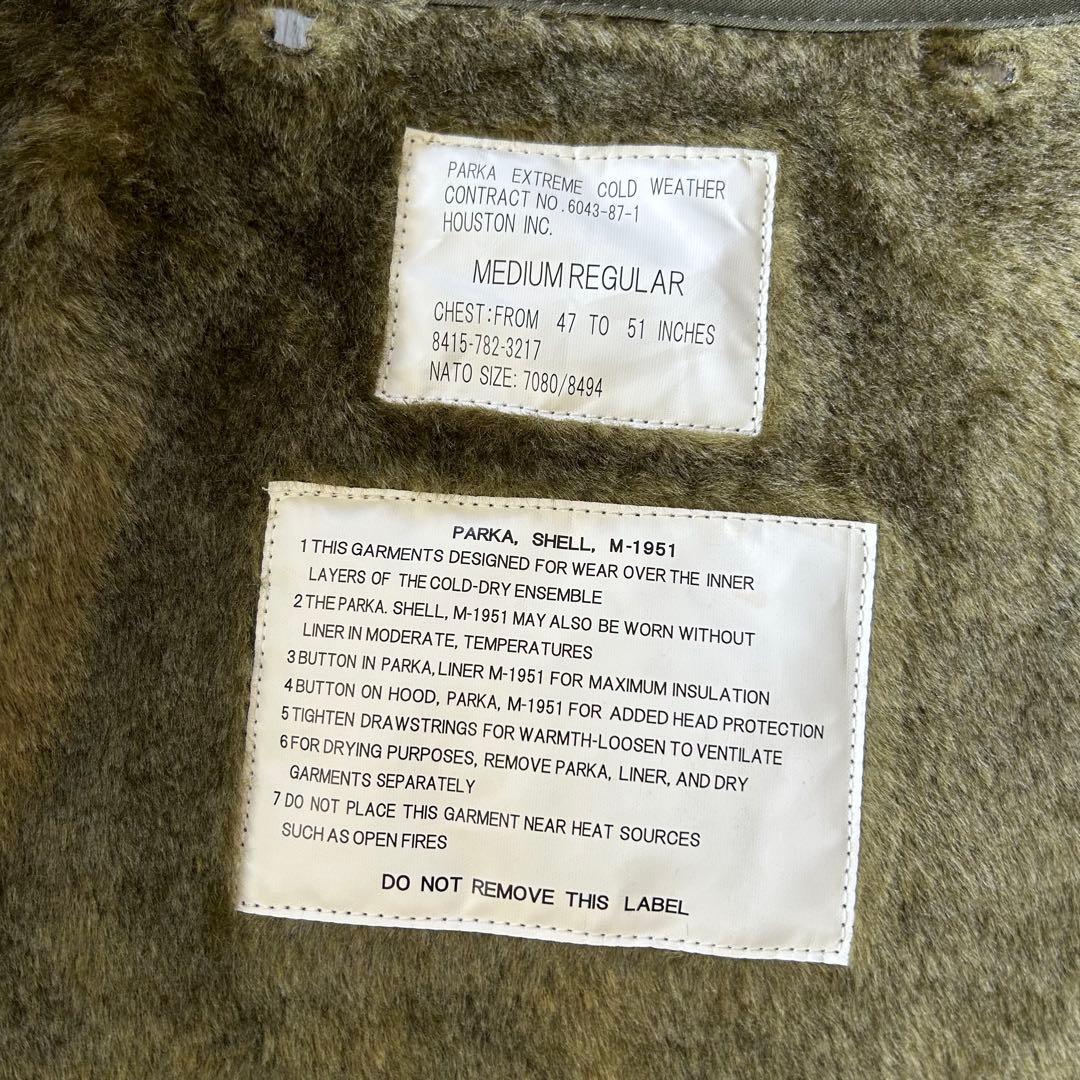 PARKA EXTREME COLD WEATHER
CONTRACT NO.6043-87-1
HOUSTON INC.
MEDIUM REGULAR
CHEST:FROM 47 TO 51 INCHES
8415-782-3217
NATO SIZE: 7080/8494
PARKA, SHELL, M-1951
1 THIS GARMENTS DESIGNED FOR WEAR OVER THE INNER
LAYERS OF THE COLD-DRY ENSEMBLE
2 THE PARKA. SHELL, M-1951 MAY ALSO BE WORN WITHOUT
LINER IN MODERATE, TEMPERATURES
3 BUTTON IN PARKA, LINER M-1951 FOR MAXIMUM INSULATION
4 BUTTON ON HOOD, PARKA, M-1951 FOR ADDED HEAD PROTECTION
5 TIGHTEN DRAWSTRINGS FOR WARMTH-LOOSEN TO VENTILATE
6 FOR DRYING PURPOSES, REMOVE PARKA, LINER, AND DRY
GARMENTS SEPARATELY
7 DO NOT PLACE THIS GARMENT NEAR HEAT SOURCES
SUCH AS OPEN FIRES
DO NOT REMOVE THIS LABEL